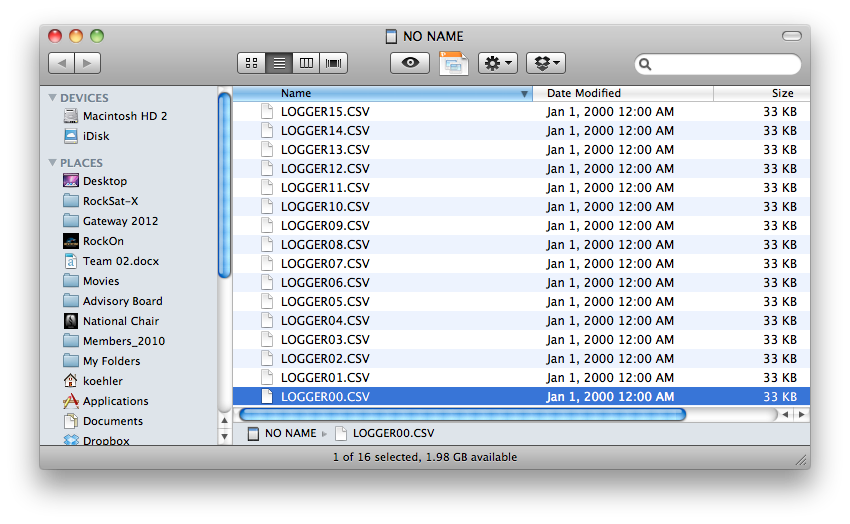 NO NAME
DEVICES
Macintosh HD 2
iDisk
PLACES
Desktop
RockSat-X
Gateway 2012
RockOn
Team 02.docx
Movies
Advisory Board
National Chair
Members_2010
My Folders
koehler
Applications
Documents
Dropbox
Name Date Modified Size
LOGGER15.CSV Jan 1, 2000 12:00 AM 33 KB
LOGGER14.CSV Jan 1, 2000 12:00 AM 33 KB
LOGGER13.CSV Jan 1, 2000 12:00 AM 33 KB
LOGGER12.CSV Jan 1, 2000 12:00 AM 33 KB
LOGGER11.CSV Jan 1, 2000 12:00 AM 33 KB
LOGGER10.CSV Jan 1, 2000 12:00 AM 33 KB
LOGGER09.CSV Jan 1, 2000 12:00 AM 33 KB
LOGGER08.CSV Jan 1, 2000 12:00 AM 33 KB
LOGGER07.CSV Jan 1, 2000 12:00 AM 33 KB
LOGGER06.CSV Jan 1, 2000 12:00 AM 33 KB
LOGGER05.CSV Jan 1, 2000 12:00 AM 33 KB
LOGGER04.CSV Jan 1, 2000 12:00 AM 33 KB
LOGGER03.CSV Jan 1, 2000 12:00 AM 33 KB
LOGGER02.CSV Jan 1, 2000 12:00 AM 33 KB
LOGGER01.CSV Jan 1, 2000 12:00 AM 33 KB
LOGGER00.CSV Jan 1, 2000 12:00 AM 33 KB
NO NAME LOGGER00.CSV
1 of 16 selected, 1.98 GB available